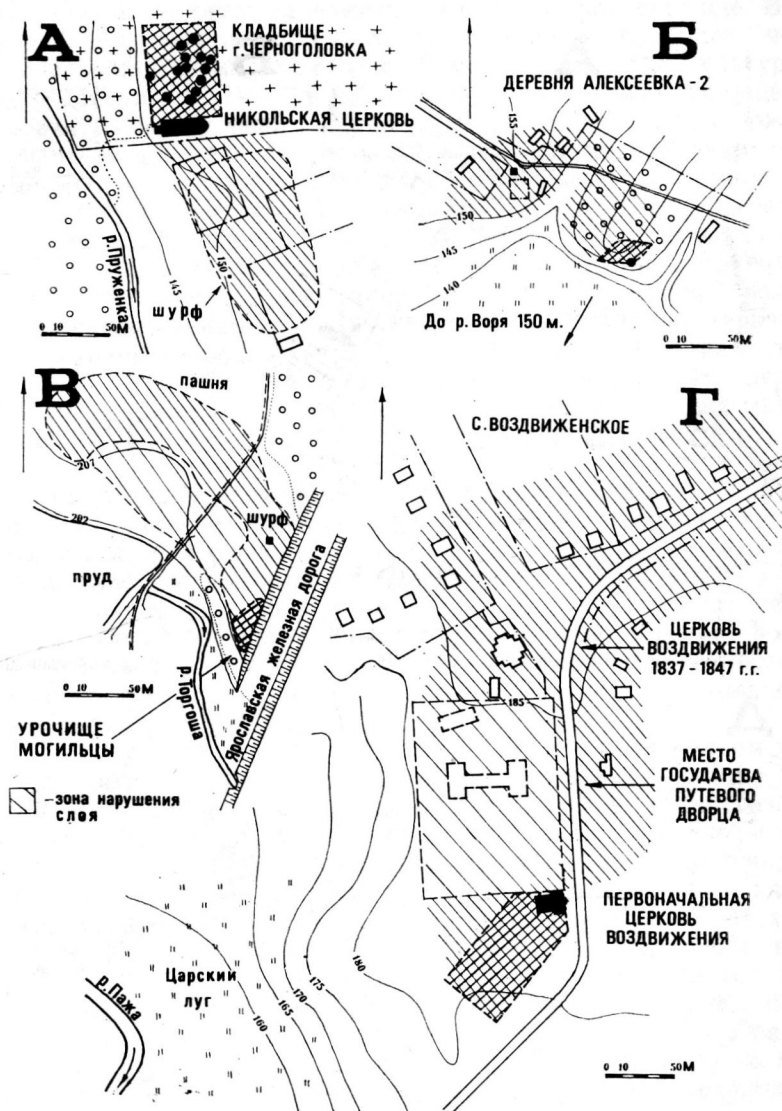 А
КЛАДБИЩЕ
г. ЧЕРНОГОЛОВКА
НИКОЛЬСКАЯ ЦЕРКОВЬ
р. Пруженка
145
150
шурф
0 10 50М
Б
ДЕРЕВНЯ АЛЕКСЕЕВКА - 2
155
150
145
140
До р. Воря 150 м.
0 10 50М
В
пашня
207
202
шурф
пруд
р. Торгоша
Ярославская железная дорога
0 10 50М
УРОЧИЩЕ
МОГИЛЬЦЫ
- зона нарушения
слоя
Г
С. ВОЗДВИЖЕНСКОЕ
ЦЕРКОВЬ
ВОЗДВИЖЕНИЯ
1837 - 1847 г.г.
185
МЕСТО
ГОСУДАРЕВА
ПУТЕВОГО
ДВОРЦА
ПЕРВОНАЧАЛЬНАЯ
ЦЕРКОВЬ
ВОЗДВИЖЕНИЯ
Царский
луг
р. Пажа
160
165
170
175
180
0 10 50М